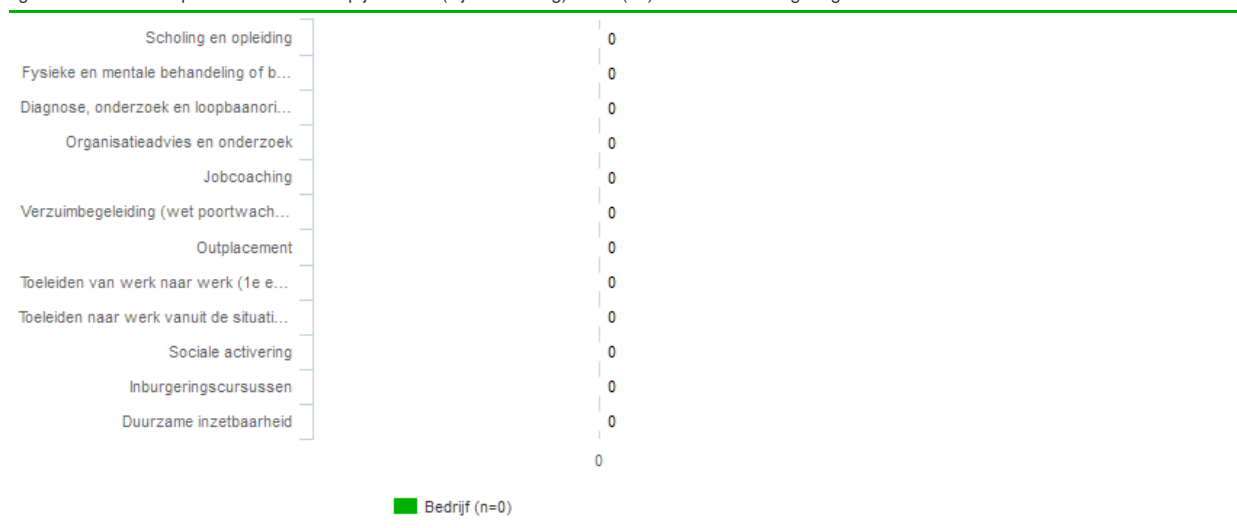 Scholing en opleiding 0
Fysieke en mentale behandeling of b... 0
Diagnose, onderzoek en loopbaanori... 0
Organisatieadvies en onderzoek 0
Jobcoaching 0
Verzuimbegeleiding (wet poortwach... 0
Outplacement 0
Toeleiden van werk naar werk (1e e... 0
Toeleiden naar werk vanuit de situati... 0
Sociale activering 0
Inburgeringscursussen 0
Duurzame inzetbaarheid 0
0
Bedrijf (n=0)